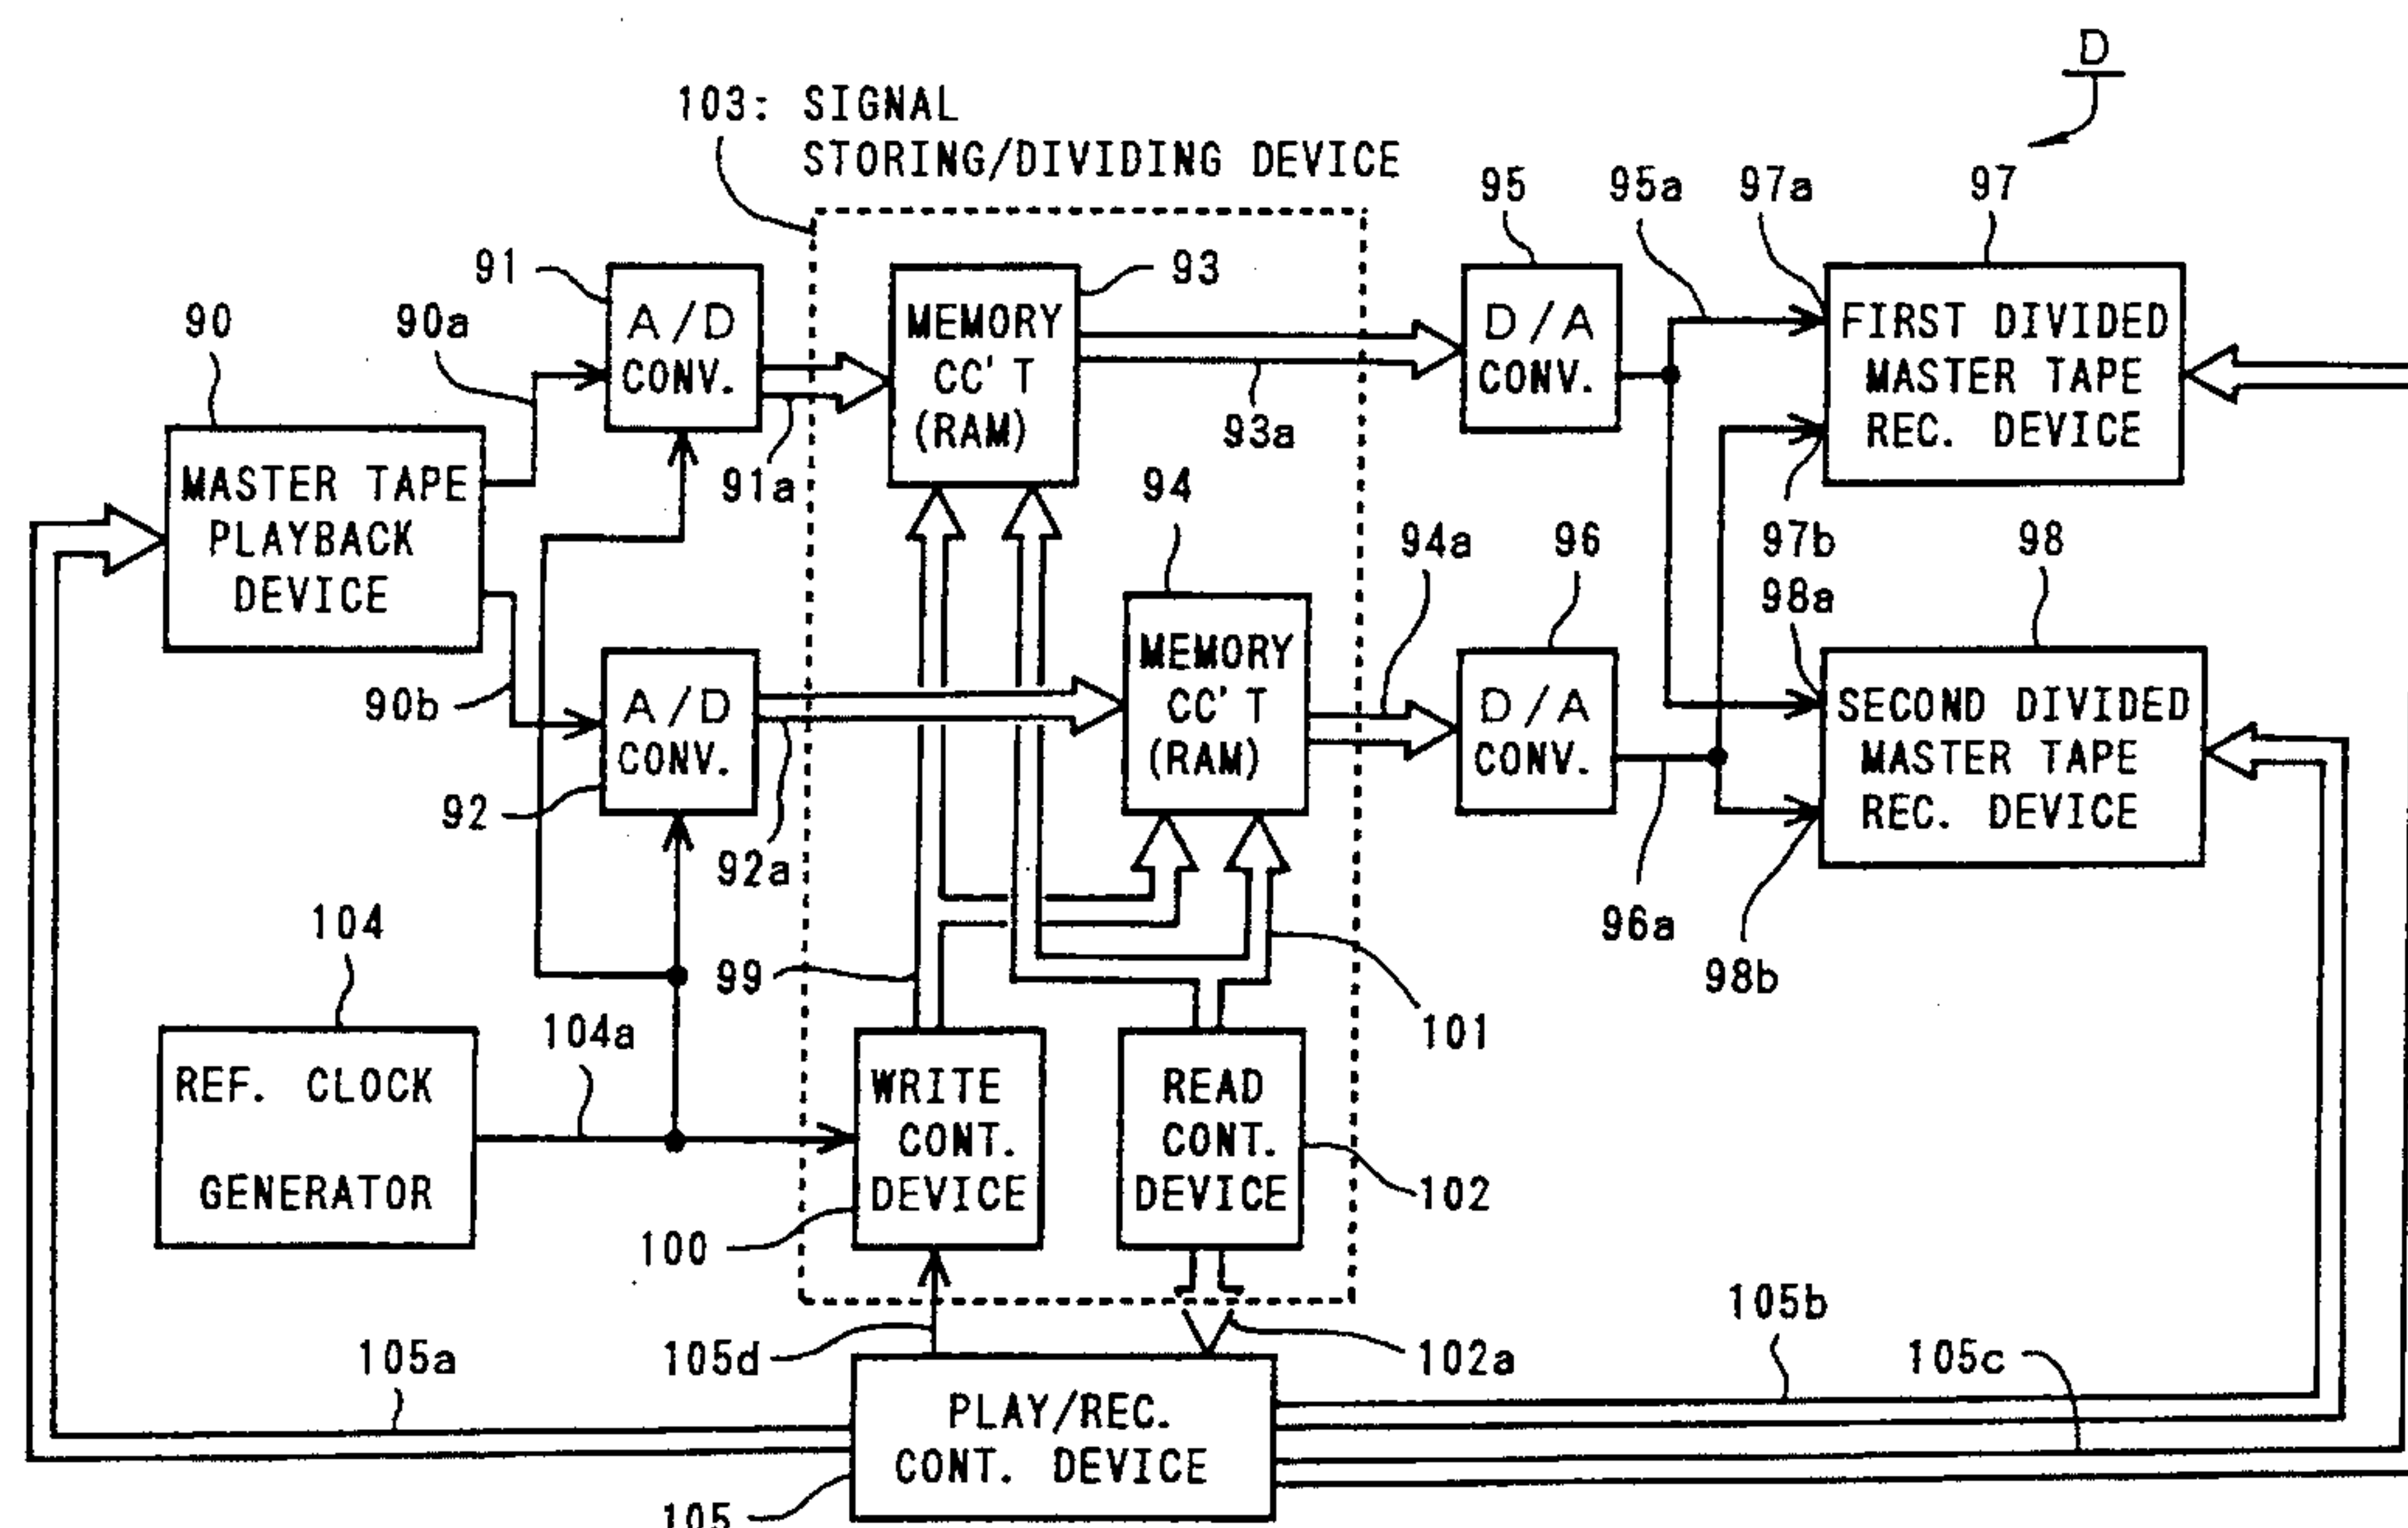 D
103: SIGNAL
STORING/DIVIDING DEVICE
95
95a
97a
97
91
93
90
90a
A/D
CONV.
MEMORY
CC'T
(RAM)
D/A
CONV.
FIRST DIVIDED
MASTER TAPE
REC. DEVICE
91a
93a
94
MASTER TAPE
PLAYBACK
DEVICE
94a
96
97b
98
98a
90b
A/D
CONV.
MEMORY
CC'T
(RAM)
D/A
CONV.
SECOND DIVIDED
MASTER TAPE
REC. DEVICE
92
92a
96a
98b
104
99
104a
101
REF. CLOCK
GENERATOR
WRITE
CONT.
DEVICE
READ
CONT.
DEVICE
100
102
105a
105d
102a
105b
105c
PLAY/REC.
CONT. DEVICE
105